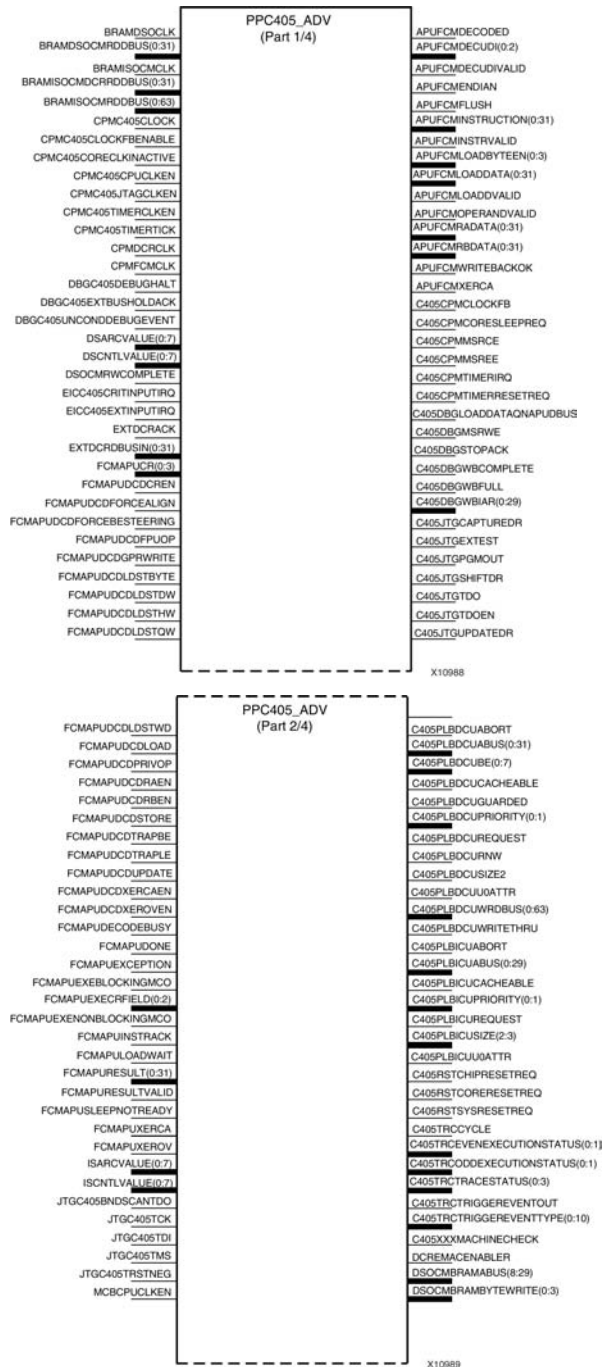 PPC405_ADV
(Part 1/4)
BRAMDSOCMCLK
BRAMDSOCMRDDBUS(0:31)
BRAMISOCMCLK
BRAMISOCMDCRRDDBUS(0:31)
BRAMISOCMRDDBUS(0:63)
CPMC405CLOCK
CPMC405CLOCKFBENABLE
CPMC405CORECLKINACTIVE
CPMC405CPUCLKEN
CPMC405JTAGCLKEN
CPMC405TIMERCLKEN
CPMC405TIMERTICK
CPMDCRCLK
CPMFCMCLK
DBGC405DEBUGHALT
DBGC405EXTBUSHOLDACK
DBGC405UNCONDDEBUGEVENT
DSARCVALUE(0:7)
DSCNTLVALUE(0:7)
DSOCMRWCOMPLETE
EICC405CRITINPUTIRQ
EICC405EXTINPUTIRQ
EXTDCRACK
EXTDCRDBUSIN(0:31)
FCMAPUCR(0:3)
FCMAPUDCDCREN
FCMAPUDCDFORCEALIGN
FCMAPUDCDFORCEBESTEERING
FCMAPUDCDFPUOP
FCMAPUDCDGPRWRITE
FCMAPUDCDLDSTBYTE
FCMAPUDCDLDSTDW
FCMAPUDCDLDSTHW
FCMAPUDCDLDSTQW
APUFCMDECODED
APUFCMDECUDI(0:2)
APUFCMDECUDIVALID
APUFCMENDIAN
APUFCMFLUSH
APUFCMINSTRUCTION(0:31)
APUFCMINSTRVALID
APUFCMLOADBYTEEN(0:3)
APUFCMLOADDATA(0:31)
APUFCMLOADDVALID
APUFCMOPERANDVALID
APUFCMRADATA(0:31)
APUFCMRBDATA(0:31)
APUFCMWRITEBACKOK
APUFCMXERCA
C405CPMCLOCKFB
C405CPMCORESLEEPREQ
C405CPMMSRCE
C405CPMMSREE
C405CPMTIMERIRQ
C405CPMTIMERRESETREQ
C405DBGLOADDATAQNAPUDBUS
C405DBGMSRWE
C405DBGSTOPACK
C405DBGWBCOMPLETE
C405DBGWBFULL
C405DBGWBIAR(0:29)
C405JTGCAPTUREDR
C405JTGEXTEST
C405JTGPGMOUT
C405JTGSHIFTDR
C405JTGTDO
C405JTGTDOEN
C405JTGUPDATEDR
X10988
PPC405_ADV
(Part 2/4)
FCMAPUDCDLDSTWD
FCMAPUDCDLOAD
FCMAPUDCDPRIVOP
FCMAPUDCDRAEN
FCMAPUDCDRBEN
FCMAPUDCDSTORE
FCMAPUDCDTRAPBE
FCMAPUDCDTRAPLE
FCMAPUDCDUPDATE
FCMAPUDCDXERCAEN
FCMAPUDCDXEROVEN
FCMAPUDECODEBUSY
FCMAPUDONE
FCMAPUEXCEPTION
FCMAPUEXEBLOCKINGMCO
FCMAPUEXECRFIELD(0:2)
FCMAPUEXENONBLOCKINGMCO
FCMAPUINSTRACK
FCMAPULOADWAIT
FCMAPURESULT(0:31)
FCMAPURESULTVALID
FCMAPUSLEEPNOTREADY
FCMAPUXERCA
FCMAPUXEROV
ISARCVALUE(0:7)
ISCNTLVALUE(0:7)
JTGC405BNDSCANTDO
JTGC405TCK
JTGC405TDI
JTGC405TMS
JTGC405TRSTNEG
MCBCPUCLKEN
C405PLBDCUABORT
C405PLBDCUABUS(0:31)
C405PLBDCUBE(0:7)
C405PLBDCUCACHEABLE
C405PLBDCUGUARDED
C405PLBDCUPRIORITY(0:1)
C405PLBDCUREQUEST
C405PLBDCURNW
C405PLBDCUSIZE2
C405PLBDCUU0ATTR
C405PLBDCUWRDBUS(0:63)
C405PLBDCUWRITETHRU
C405PLBICUABORT
C405PLBICUABUS(0:29)
C405PLBICUCACHEABLE
C405PLBICUPRIORITY(0:1)
C405PLBICUREQUEST
C405PLBICUSIZE(2:3)
C405PLBICUU0ATTR
C405RSTCHIPRESETREQ
C405RSTCORERESETREQ
C405RSTSYSRESETREQ
C405TRCCYCLE
C405TRCEVENEXECUTIONSTATUS(0:1)
C405TRCODDEXECUTIONSTATUS(0:1)
C405TRCTRACESTATUS(0:3)
C405TRCTRIGGEREVENTOUT
C405TRCTRIGGEREVENTTYPE(0:10)
C405XXXMACHINECHECK
DCREMACENABLER
DSOCMBRAMABUS(8:29)
DSOCMBRAMBYTEWRITE(0:3)
X10989